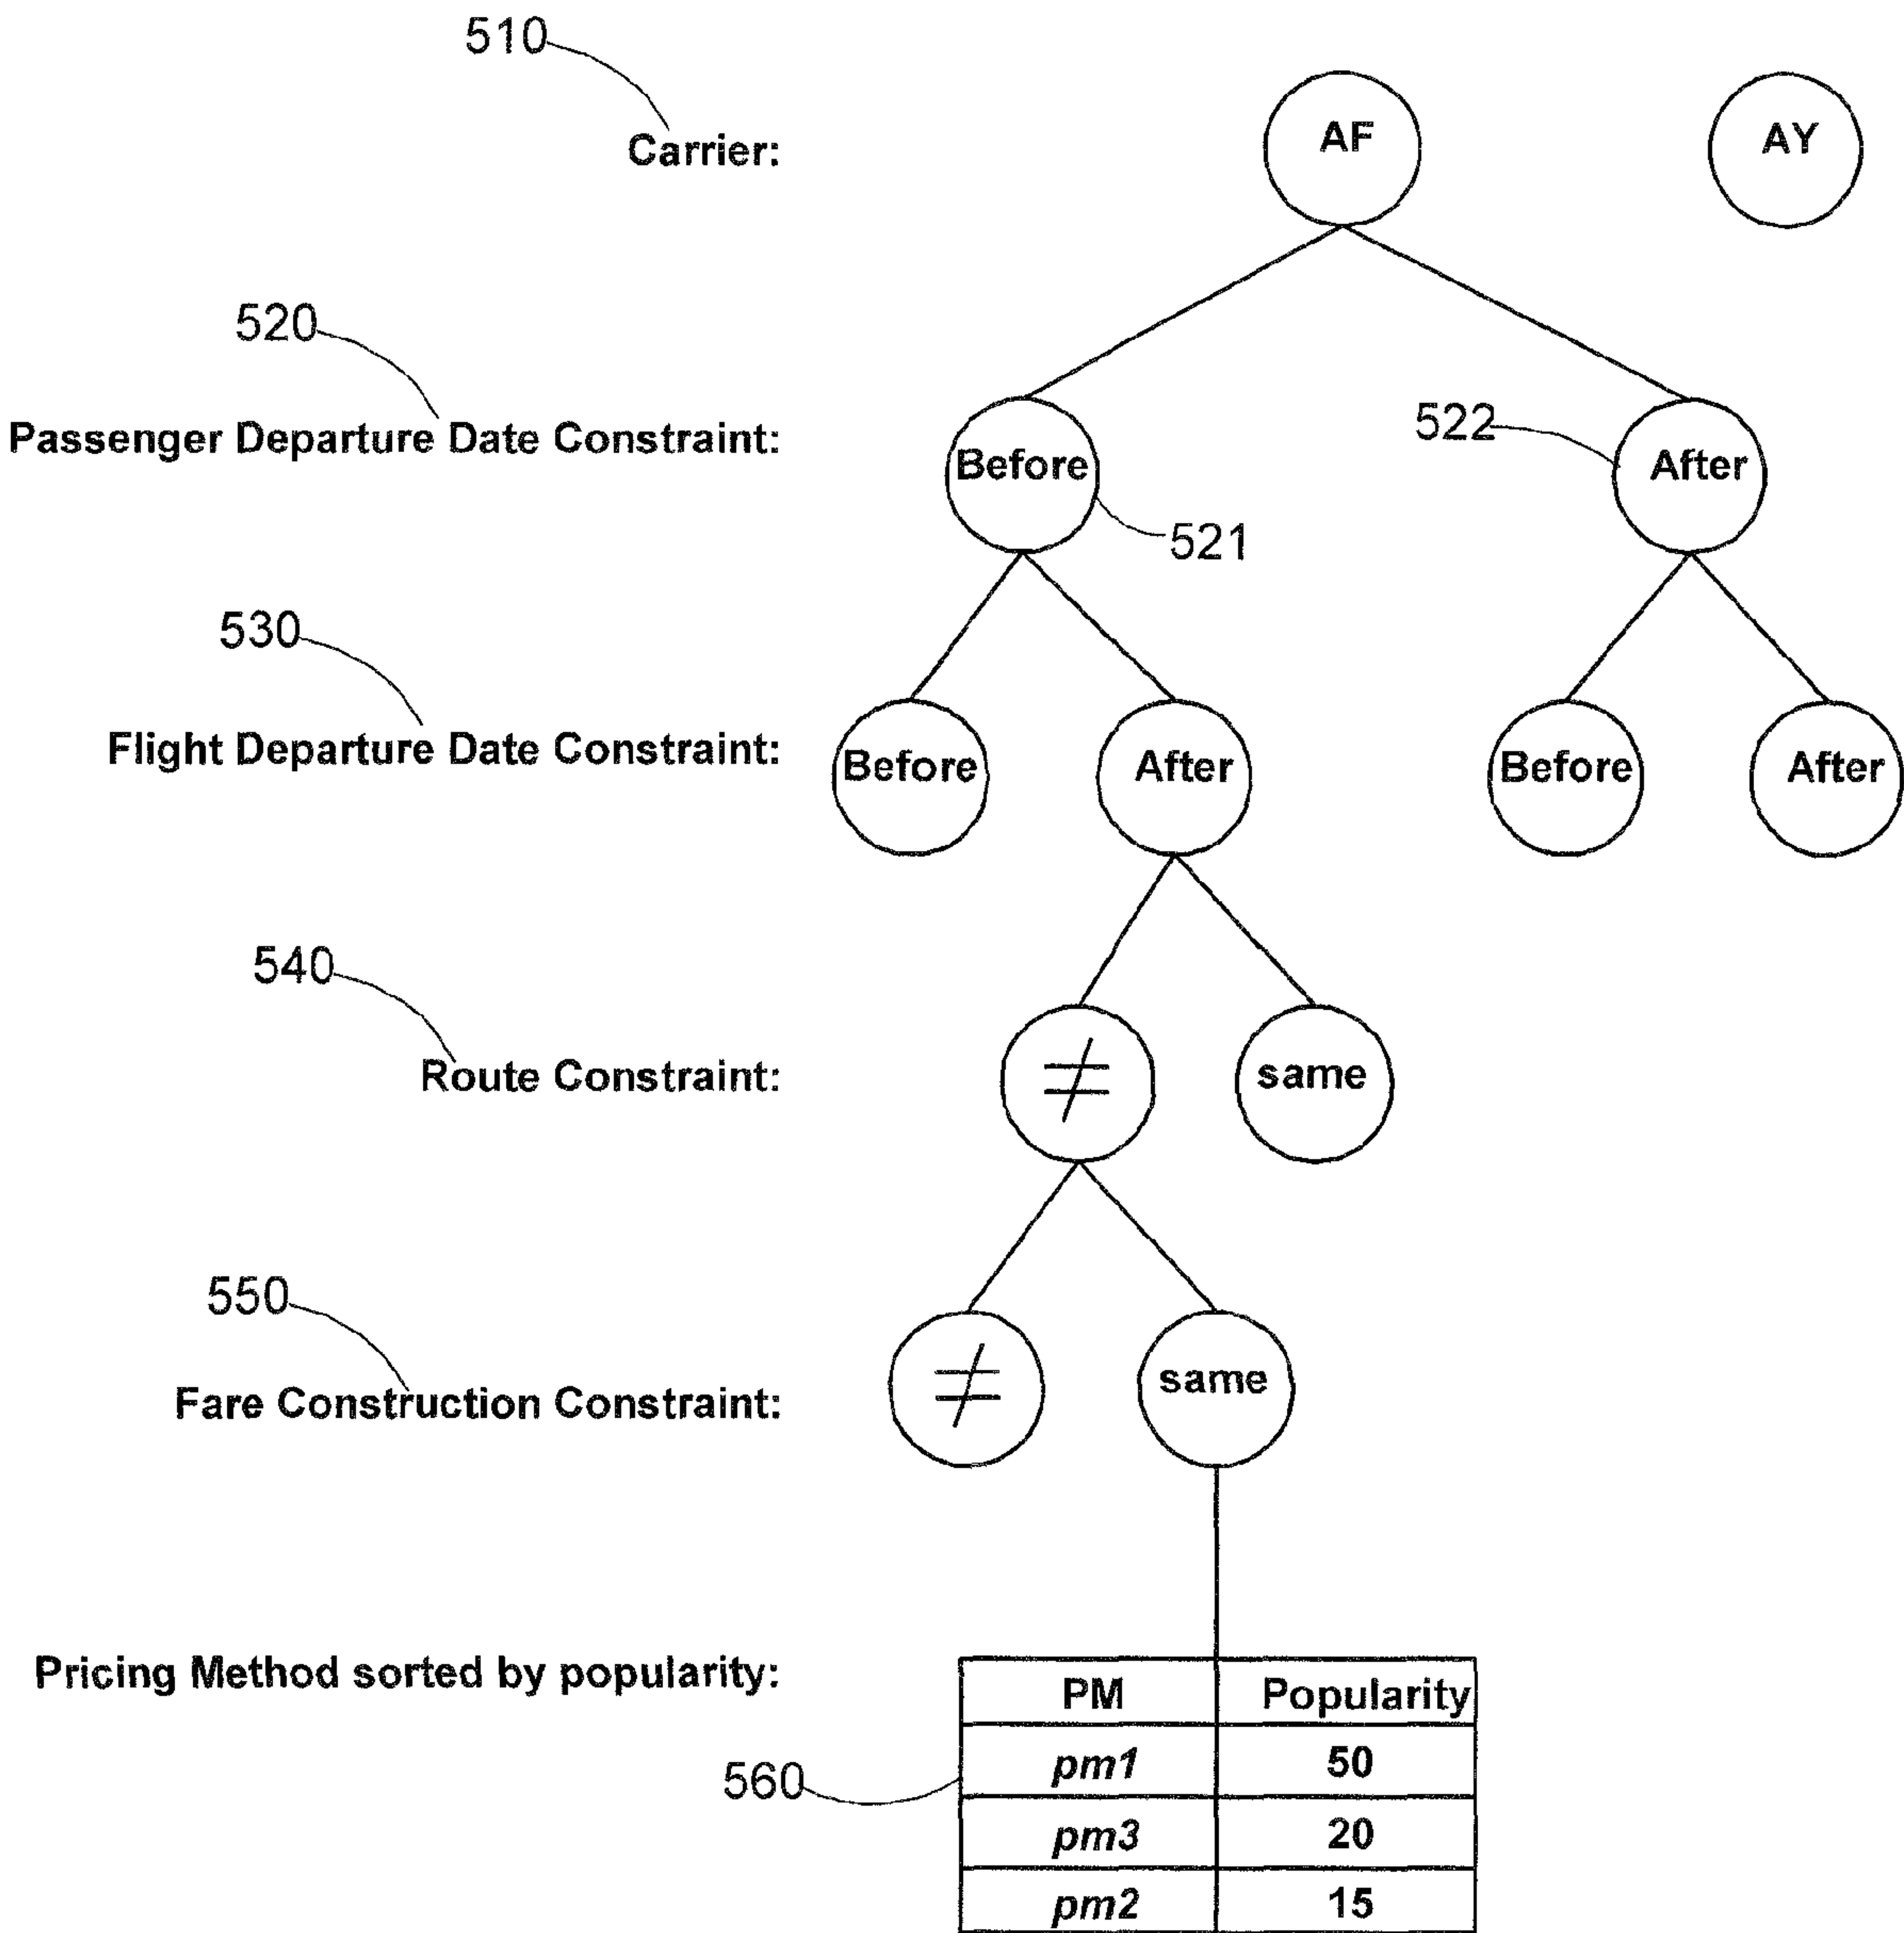 510
Carrier:
AF
AY
520
Passenger Departure Date Constraint:
Before
522
After
521
530
Flight Departure Date Constraint:
Before
After
Before
After
540
Route Constraint:
≠
same
550
Fare Construction Constraint:
≠
same
Pricing Method sorted by popularity:
PM Popularity
pm1 50
560
pm3 20
pm2 15